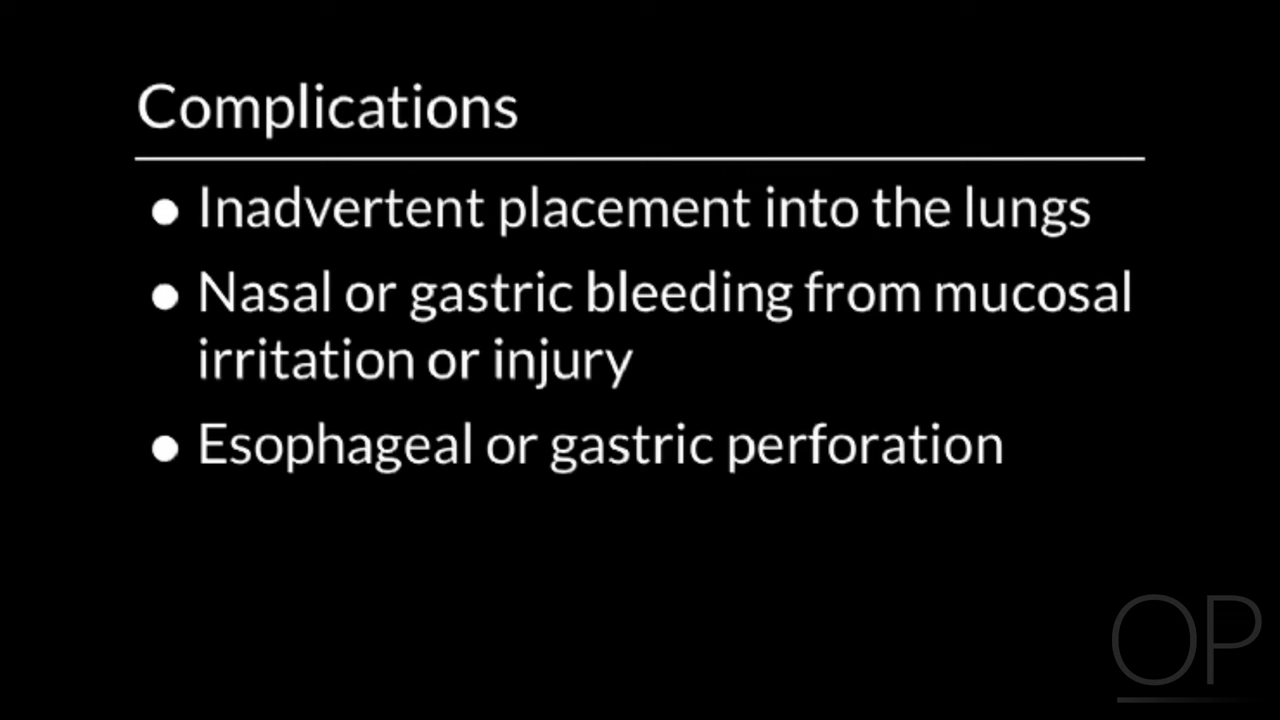 Complications
● Inadvertent placement into the lungs
● Nasal or gastric bleeding from mucosal
irritation or injury
● Esophageal or gastric perforation
OP